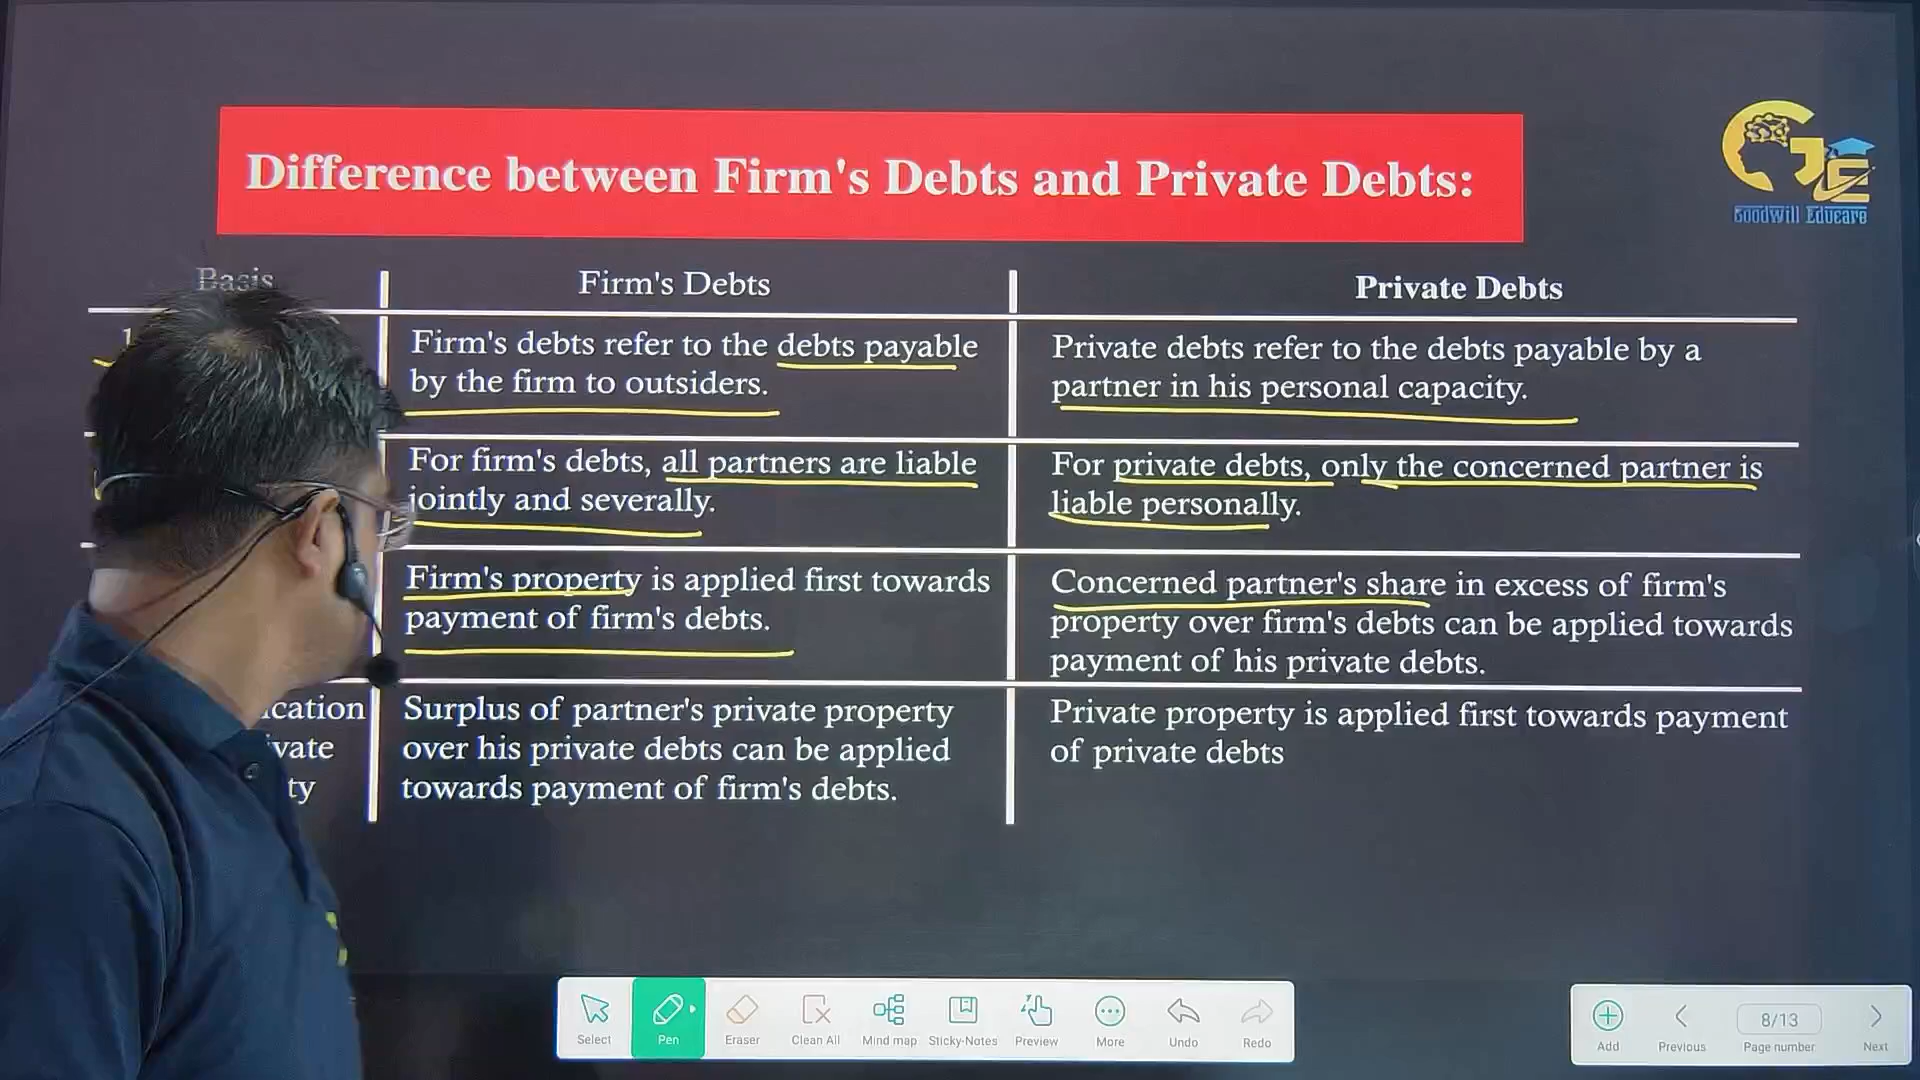 Difference between Firm's Debts and Private Debts:
GE
GoodWill Educare
Basis
Firm's Debts
Private Debts
Firm's debts refer to the debts payable
by the firm to outsiders.
Private debts refer to the debts payable by a
partner in his personal capacity.
For firm's debts, all partners are liable
jointly and severally.
For private debts, only the concerned partner is
liable personally.
Firm's property is applied first towards
payment of firm's debts.
Concerned partner's share in excess of firm's
property over firm's debts can be applied towards
payment of his private debts.
ication
vate
ty
Surplus of partner's private property
over his private debts can be applied
towards payment of firm's debts.
Private property is applied first towards payment
of private debts
Select
Pen
Eraser
Clean All
Mind map
Sticky-Notes
Preview
More
Undo
Redo
Add
Previous
8/13
Page number
Next